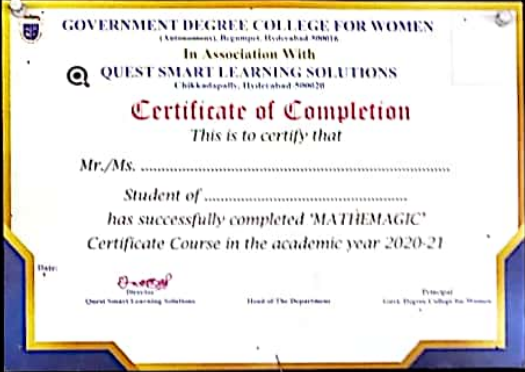 GOVERNMENT DEGREE COLLEGE FOR WOMEN
(Autonomous), Begumpet, Hyderabad-500016
In Association With
QUEST SMART LEARNING SOLUTIONS
Chikkadapally, Hyderabad-500020
Certificate of Completion
This is to certify that
Mr./Ms. ................................................................
Student of ................................................
has successfully completed "MATHEMAGIC"
Certificate Course in the academic year 2020-21
Date:
Director
Quest Smart Learning Solutions
Head of The Department
Principal
Govt. Degree College for Women